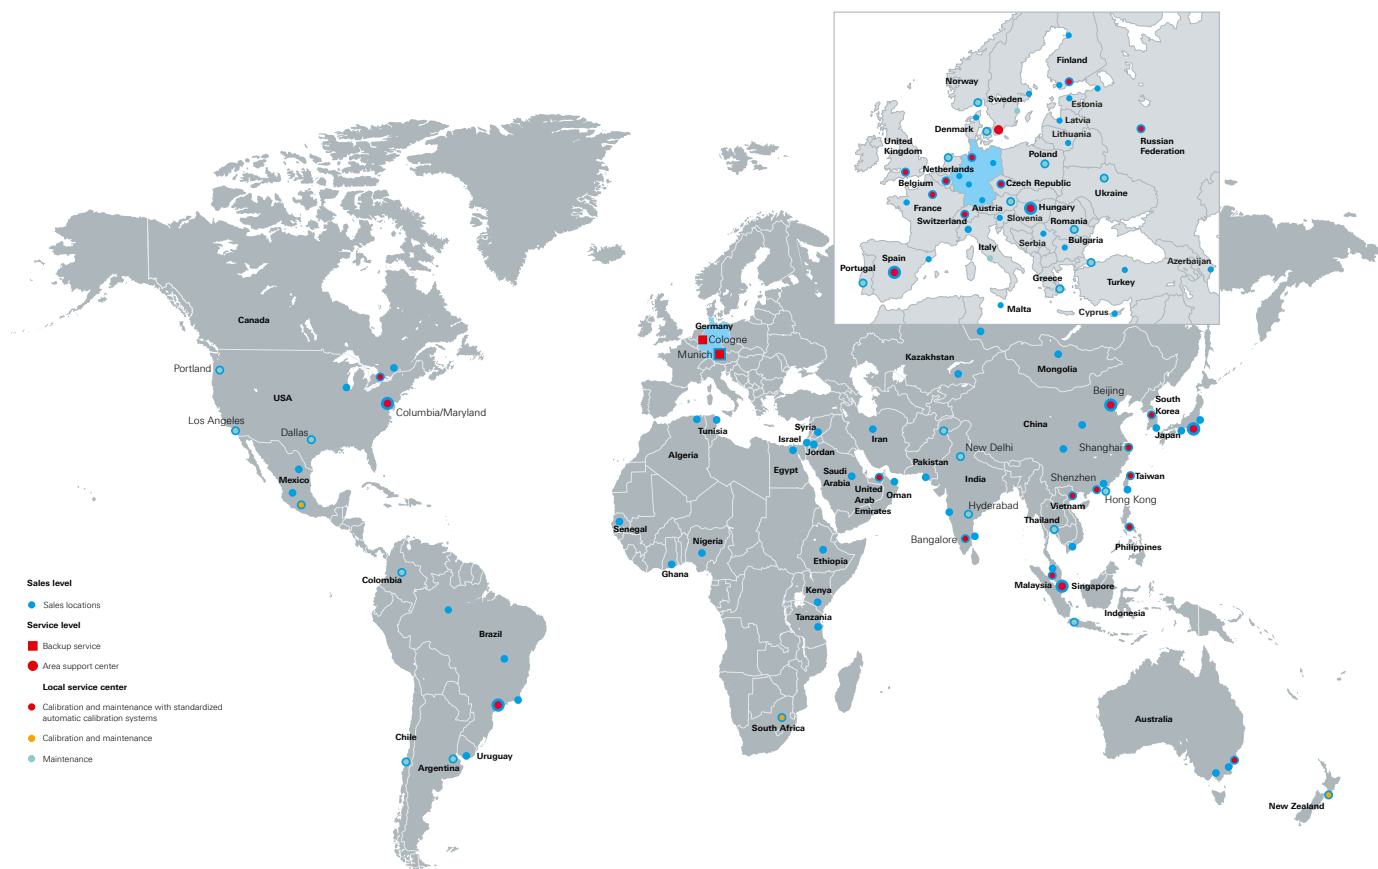 Finland
Norway
Sweden
Estonia
Denmark
Latvia
Lithuania
United
Kingdom
Russian
Federation
Poland
Netherlands
Belgium
Czech Republic
Ukraine
France
Austria
Hungary
Switzerland
Slovenia
Romania
Serbia
Bulgaria
Italy
Spain
Portugal
Azerbaijan
Greece
Turkey
Malta
Cyprus
Canada
Germany
Cologne
Munich
Portland
USA
Columbia/Maryland
Los Angeles
Dallas
Mexico
Kazakhstan
Mongolia
Beijing
South
Korea
China
Japan
Tunisia
Syria
Israel
Jordan
Iran
Algeria
Egypt
New Delhi
Shanghai
Pakistan
Saudi
Arabia
India
Shenzhen
Taiwan
United
Arab
Emirates
Oman
Hong Kong
Vietnam
Hyderabad
Thailand
Senegal
Nigeria
Bangalore
Philippines
Ghana
Ethiopia
Colombia
Kenya
Malaysia
Singapore
Tanzania
Indonesia
Brazil
Australia
South Africa
Chile
Uruguay
Argentina
New Zealand
Sales level
Sales locations
Service level
Backup service
Area support center
Local service center
Calibration and maintenance with standardized
automatic calibration systems
Calibration and maintenance
Maintenance